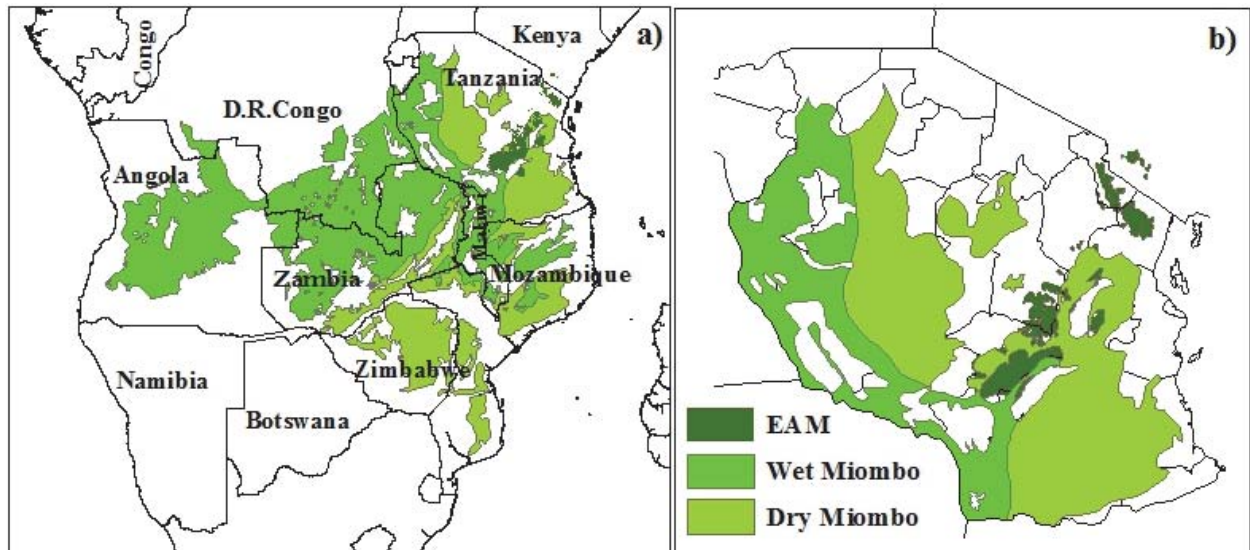 a)
Kenya
Congo
Tanzania
D.R.Congo
Angola
Malawi
Zambia
Mozambique
Zimbabwe
Namibia
Botswana
b)
EAM
Wet Miombo
Dry Miombo